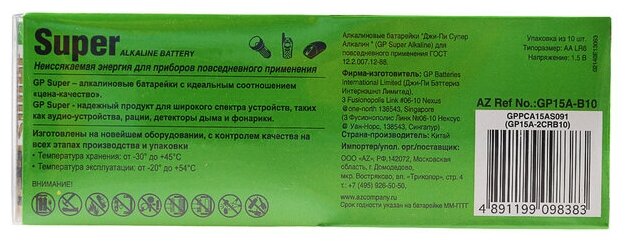 Super
ALKALINE BATTERY
Неиссякаемая энергия для приборов повседневного применения
GP Super – алкалиновые батарейки с идеальным соотношением
«цена-качество».
GP Super - надежный продукт для широкого спектра устройств, таких
как аудиоустройства, рации, детекторы дыма и фонарики.
Изготовлены на новейшем оборудовании, с контролем качества на
всех этапах производства и упаковки
• Температура хранения: от -30° до +45°C
• Температура эксплуатации: от -20° до +54°C
ВНИМАНИЕ!
Алкалиновые батарейки "Джи-Пи Супер
Алкалин " (GP Super Alkaline) для
повседневного применения ГОСТ
12.2.007.12-88.
Фирма-изготовитель: GP Batteries
international Limited (Джи-Пи Баттериз
Интернэшнл Лимитед).
3 Fusionopolis Link #06-10 Nexus
@ one-north 138543, Singapore
(3 Фусионополис Линк №06-10 Нексус
@ Уан-Норс, 138543, Сингапур)
Страна-производитель: Китай
Импортер/упол. орг./поставщик:
ООО «AZ», РФ,142072, Московская
область, г. Домодедово,
мкр. Востряково, вл. "Триколор", стр. 4
тел: +7 (495) 926-50-50.
www.azcompany.ru
Срок годности указан на батарейке ММ-ГГГГ
Упаковка из 10 шт.
Типоразмер: AA LR6
Напряжение: 1.5 В
AZ Ref No.:GP15A-B10
GPPCA15AS091
(GP15A-2CRB10)
4 891199 098383